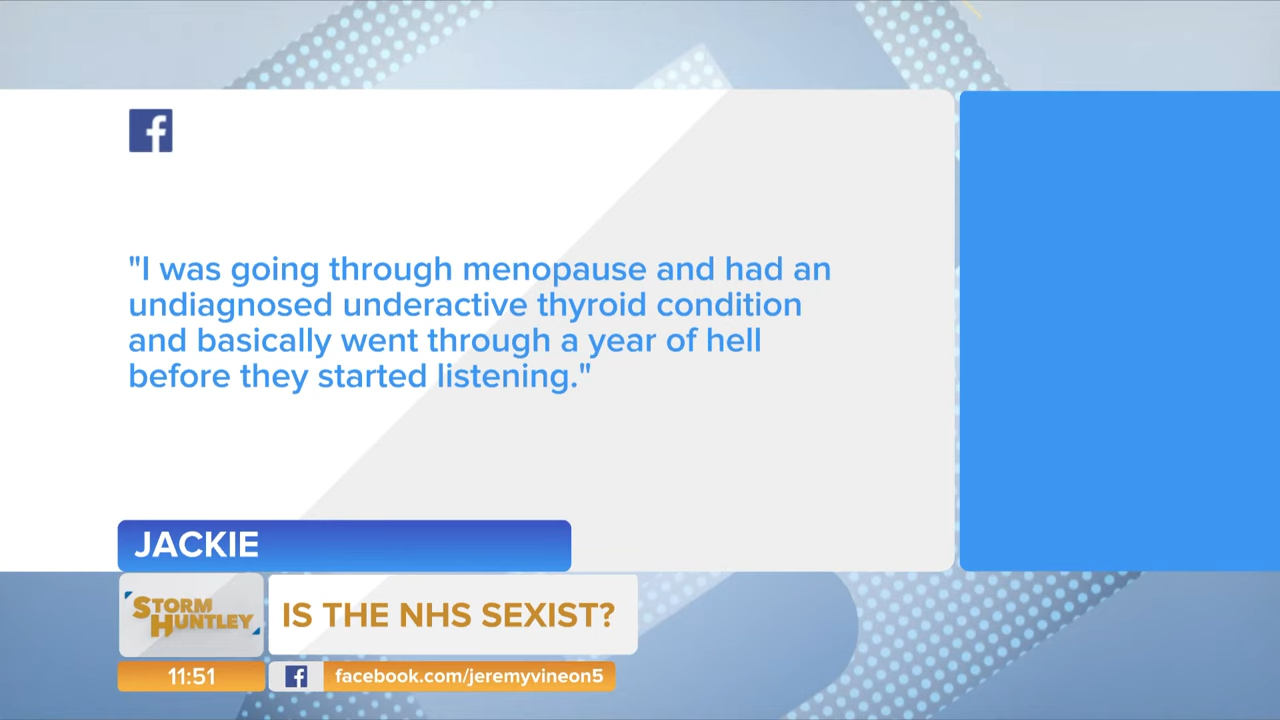 "I was going through menopause and had an
undiagnosed underactive thyroid condition
and basically went through a year of hell
before they started listening."
JACKIE
STORM
HUNTLEY
IS THE NHS SEXIST?
11:51
facebook.com/jeremyvineon5